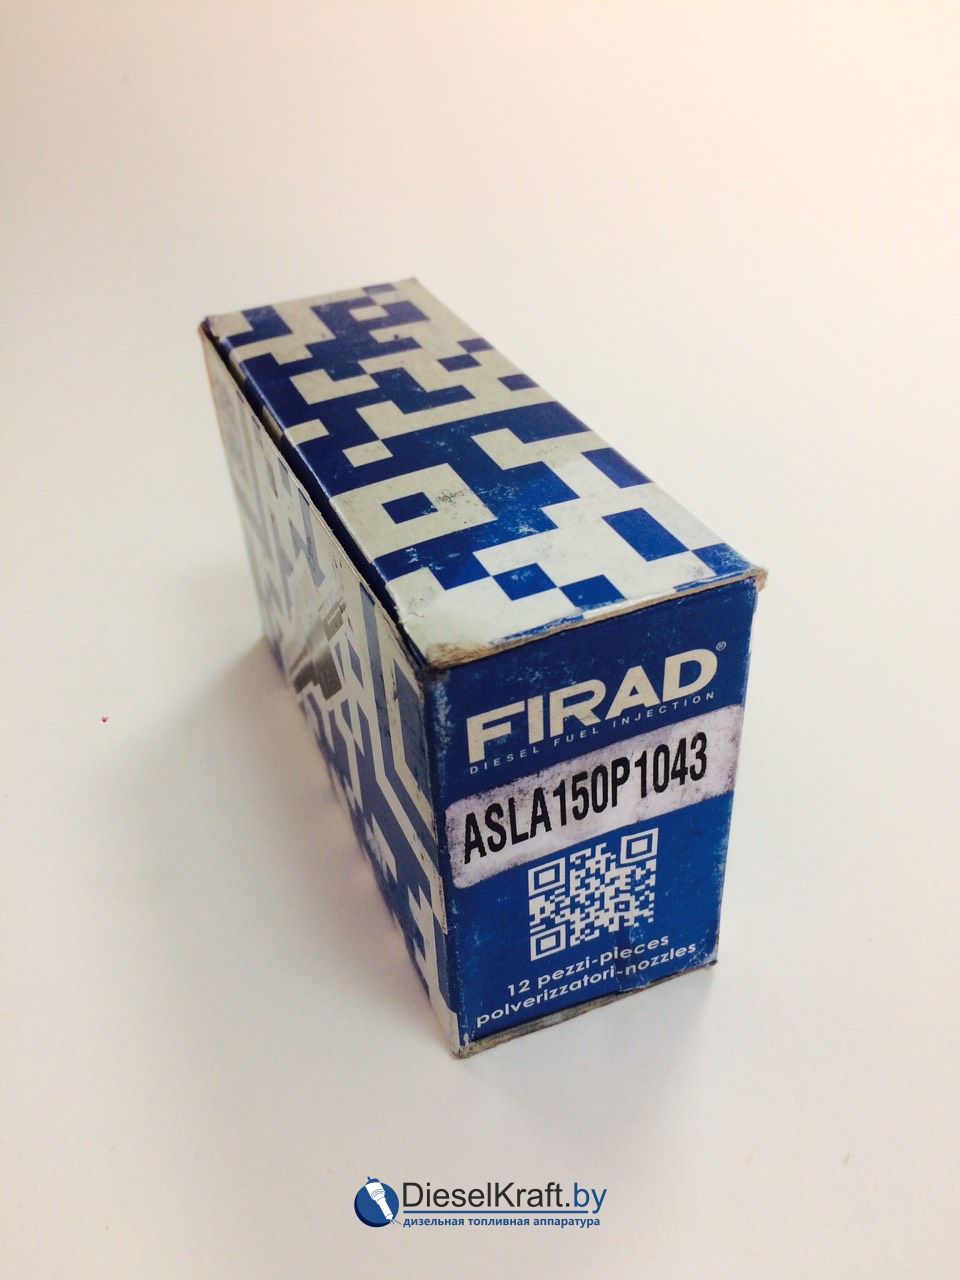 FIRAD®
DIESEL FUEL INJECTION
ASLA150P1043
12 pezzi-pieces
polverizzatori-nozzles
DieselKraft.by
дизельная топливная аппаратура